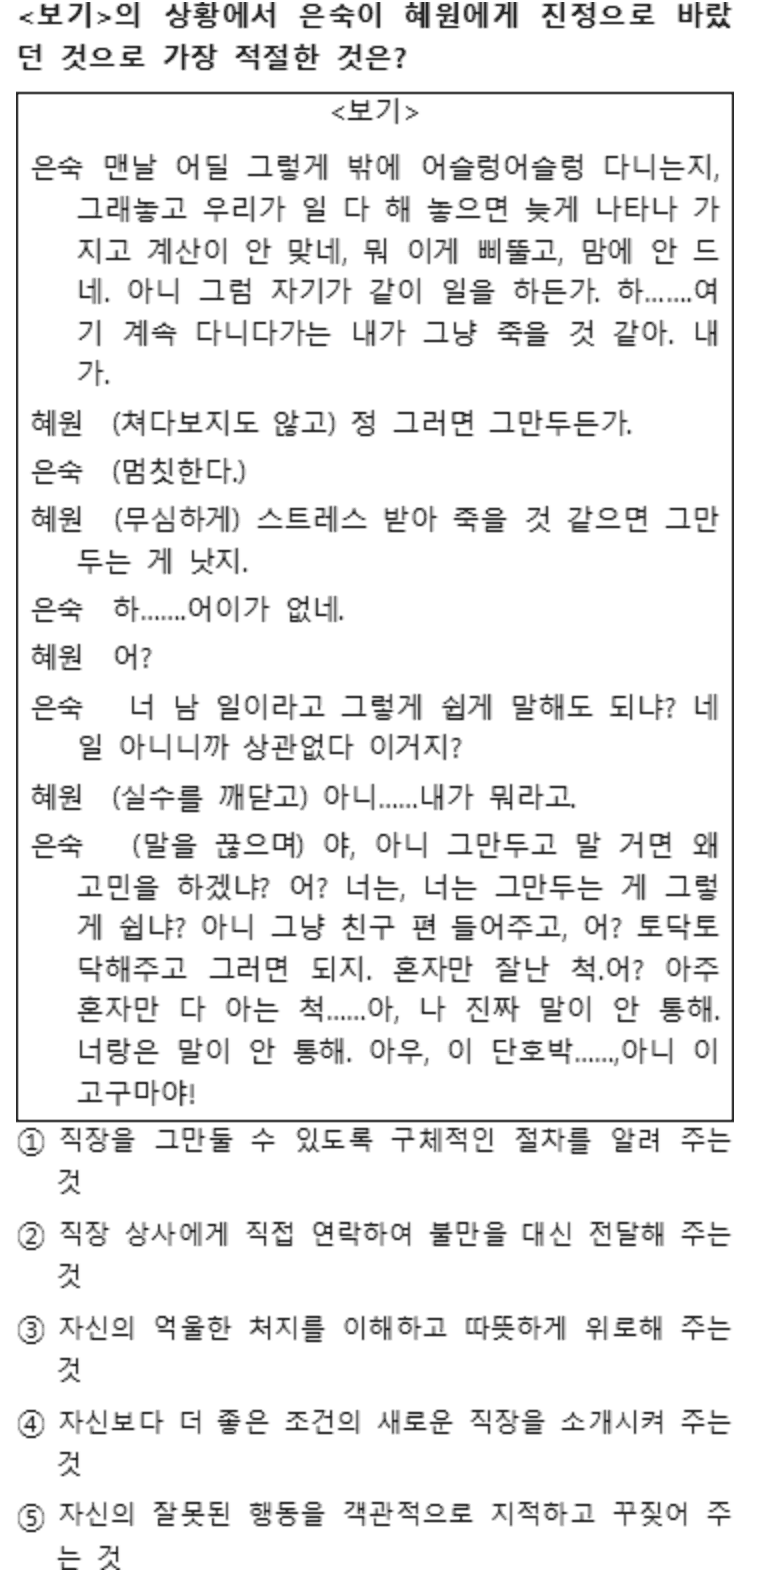 <보기>의 상황에서 은숙이 혜원에게 진정으로 바랐
던 것으로 가장 적절한 것은?
<보기>
은숙 맨날 어딜 그렇게 밖에 어슬렁어슬렁 다니는지,
그래놓고 우리가 일 다 해 놓으면 늦게 나타나 가
지고 계산이 안 맞네, 뭐 이게 삐뚤고, 맘에 안 드
네. 아니 그럼 자기가 같이 일을 하든가. 하.......여
기 계속 다니다가는 내가 그냥 죽을 것 같아. 내
가.
혜원 (쳐다보지도 않고) 정 그러면 그만두든가.
은숙 (멈칫한다.)
혜원 (무심하게) 스트레스 받아 죽을 것 같으면 그만
두는 게 낫지.
은숙 하.......어이가 없네.
혜원 어?
은숙 너 남 일이라고 그렇게 쉽게 말해도 되냐? 네
일 아니니까 상관없다 이거지?
혜원 (실수를 깨닫고) 아니......내가 뭐라고.
은숙 (말을 끊으며) 야, 아니 그만두고 말 거면 왜
고민을 하겠냐? 어? 너는, 너는 그만두는 게 그렇
게 쉽냐? 아니 그냥 친구 편 들어주고, 어? 토닥토
닥해주고 그러면 되지. 혼자만 잘난 척.어? 아주
혼자만 다 아는 척......아, 나 진짜 말이 안 통해.
너랑은 말이 안 통해. 아우, 이 단호박......,아니 이
고구마야!
① 직장을 그만둘 수 있도록 구체적인 절차를 알려 주는
것
② 직장 상사에게 직접 연락하여 불만을 대신 전달해 주는
것
③ 자신의 억울한 처지를 이해하고 따뜻하게 위로해 주는
것
④ 자신보다 더 좋은 조건의 새로운 직장을 소개시켜 주는
것
⑤ 자신의 잘못된 행동을 객관적으로 지적하고 꾸짖어 주
는 것